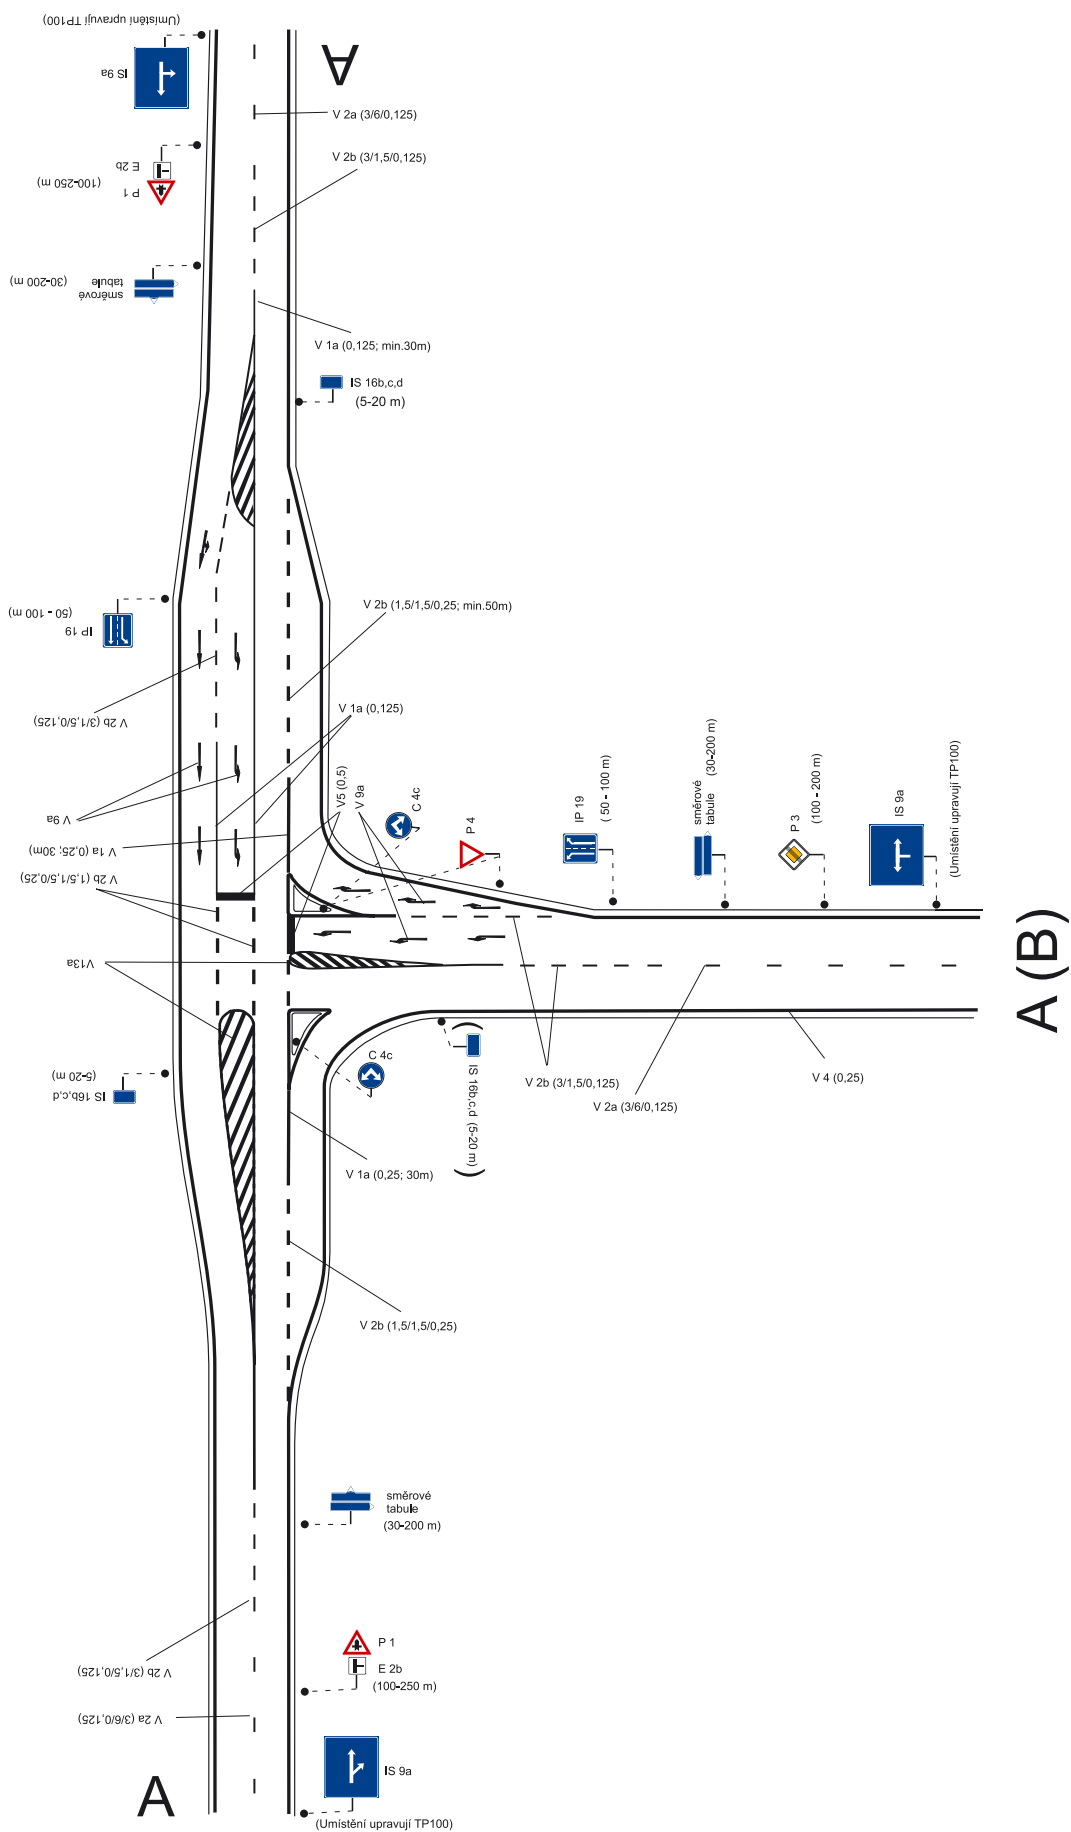 (Umístění upravují TP100)
IS 9a
A
V 2a (3/6/0,125)
E 2b
P 1
(100-250 m)
V 2b (3/1,5/0,125)
směrové
tabule
(30-200 m)
V 1a (0,125; min.30m)
IS 16b,c,d
(5-20 m)
IP 19
(50 - 100 m)
V 2b (1,5/1,5/0,25; min.50m)
V 2b (3/1,5/0,125)
V 1a (0,125)
V 9a
V 1a (0,25; 30m)
V 2b (1,5/1,5/0,25)
V5 (0,5)
V 9a
C 4c
P 4
IP 19
( 50 - 100 m)
směrové
tabule
(30-200 m)
P 3
(100 - 200 m)
IS 9a
(Umístění upravují TP100)
A (B)
V13a
IS 16b,c,d
(5-20 m)
C 4c
( IS 16b,c,d (5-20 m) )
V 2b (3/1,5/0,125)
V 2a (3/6/0,125)
V 4 (0,25)
V 1a (0,25; 30m)
V 2b (1,5/1,5/0,25)
směrové
tabule
(30-200 m)
V 2b (3/1,5/0,125)
P 1
E 2b
(100-250 m)
V 2a (3/6/0,125)
A
IS 9a
(Umístění upravují TP100)